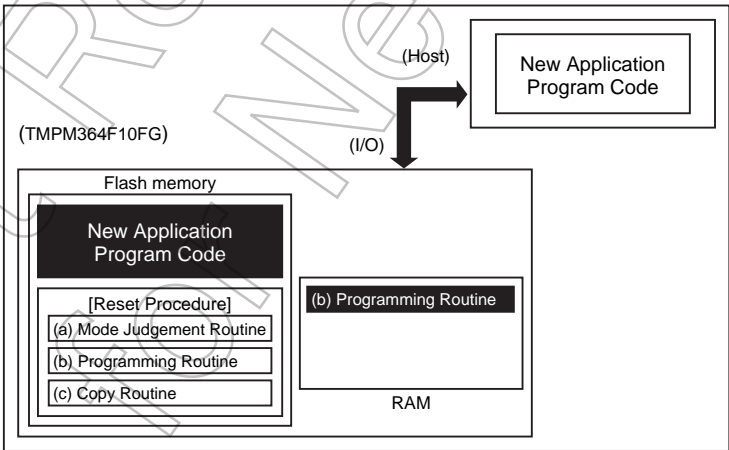 (Host)
New Application
Program Code
(TMPM364F10FG)
(I/O)
Flash memory
New Application
Program Code
[Reset Procedure]
(a) Mode Judgement Routine
(b) Programming Routine
(c) Copy Routine
(b) Programming Routine
RAM